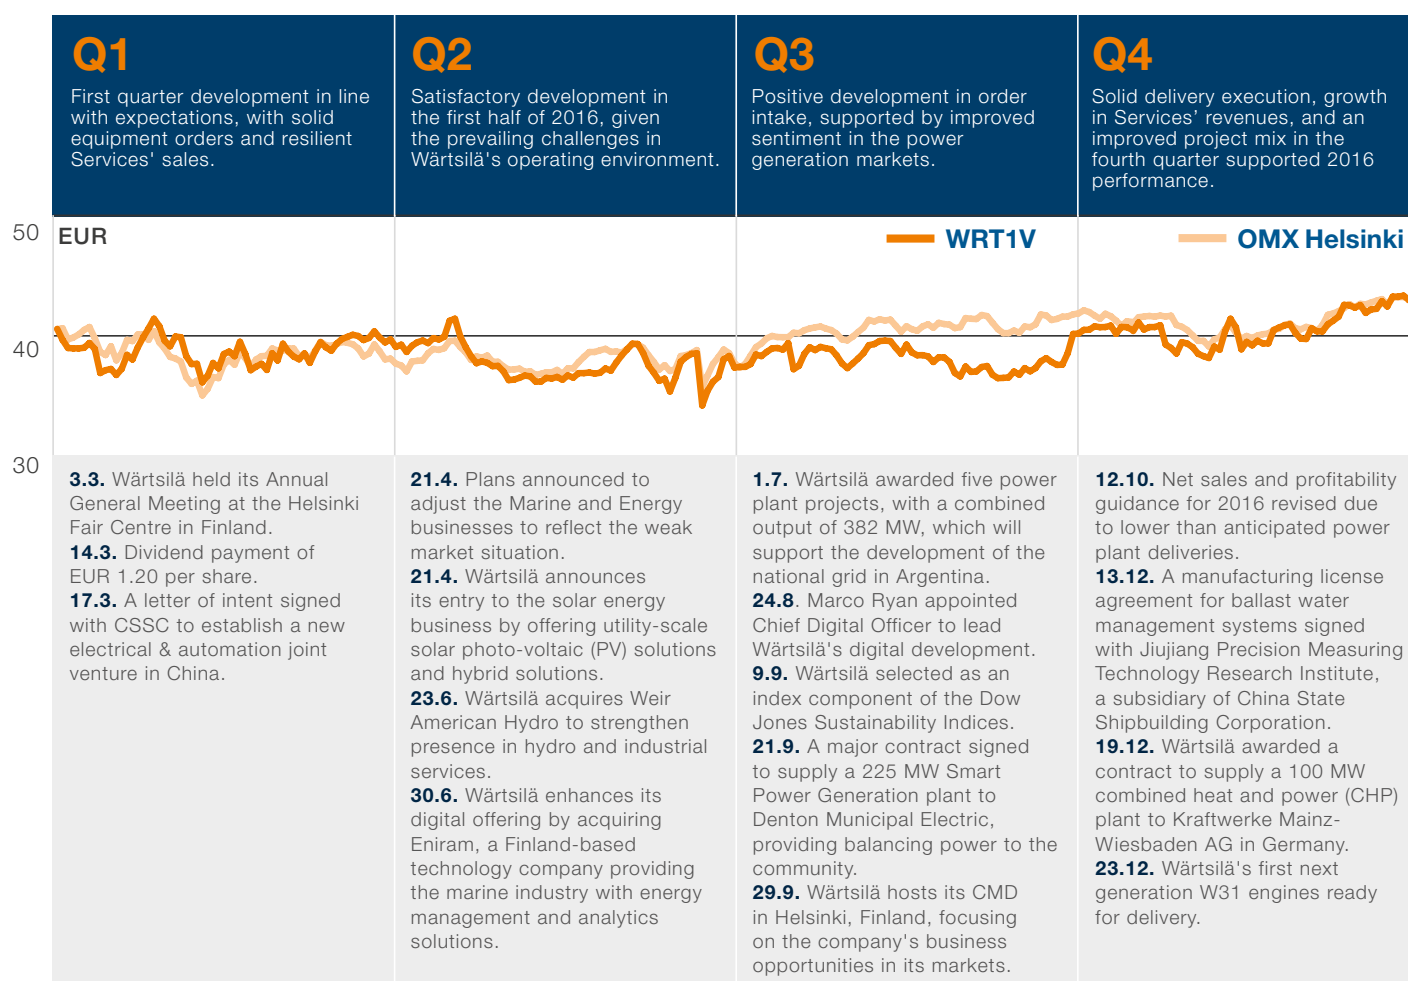 Q1
First quarter development in line
with expectations, with solid
equipment orders and resilient
Services' sales.
Q2
Satisfactory development in
the first half of 2016, given
the prevailing challenges in
Wärtsilä's operating environment.
Q3
Positive development in order
intake, supported by improved
sentiment in the power
generation markets.
Q4
Solid delivery execution, growth
in Services' revenues, and an
improved project mix in the
fourth quarter supported 2016
performance.
50
EUR
WRT1V
OMX Helsinki
40
30
3.3. Wärtsilä held its Annual
General Meeting at the Helsinki
Fair Centre in Finland.
14.3. Dividend payment of
EUR 1.20 per share.
17.3. A letter of intent signed
with CSSC to establish a new
electrical & automation joint
venture in China.
21.4. Plans announced to
adjust the Marine and Energy
businesses to reflect the weak
market situation.
21.4. Wärtsilä announces
its entry to the solar energy
business by offering utility-scale
solar photo-voltaic (PV) solutions
and hybrid solutions.
23.6. Wärtsilä acquires Weir
American Hydro to strengthen
presence in hydro and industrial
services.
30.6. Wärtsilä enhances its
digital offering by acquiring
Eniram, a Finland-based
technology company providing
the marine industry with energy
management and analytics
solutions.
1.7. Wärtsilä awarded five power
plant projects, with a combined
output of 382 MW, which will
support the development of the
national grid in Argentina.
24.8. Marco Ryan appointed
Chief Digital Officer to lead
Wärtsilä's digital development.
9.9. Wärtsilä selected as an
index component of the Dow
Jones Sustainability Indices.
21.9. A major contract signed
to supply a 225 MW Smart
Power Generation plant to
Denton Municipal Electric,
providing balancing power to the
community.
29.9. Wärtsilä hosts its CMD
in Helsinki, Finland, focusing
on the company's business
opportunities in its markets.
12.10. Net sales and profitability
guidance for 2016 revised due
to lower than anticipated power
plant deliveries.
13.12. A manufacturing license
agreement for ballast water
management systems signed
with Jiujiang Precision Measuring
Technology Research Institute,
a subsidiary of China State
Shipbuilding Corporation.
19.12. Wärtsilä awarded a
contract to supply a 100 MW
combined heat and power (CHP)
plant to Kraftwerke Mainz-
Wiesbaden AG in Germany.
23.12. Wärtsilä's first next
generation W31 engines ready
for delivery.